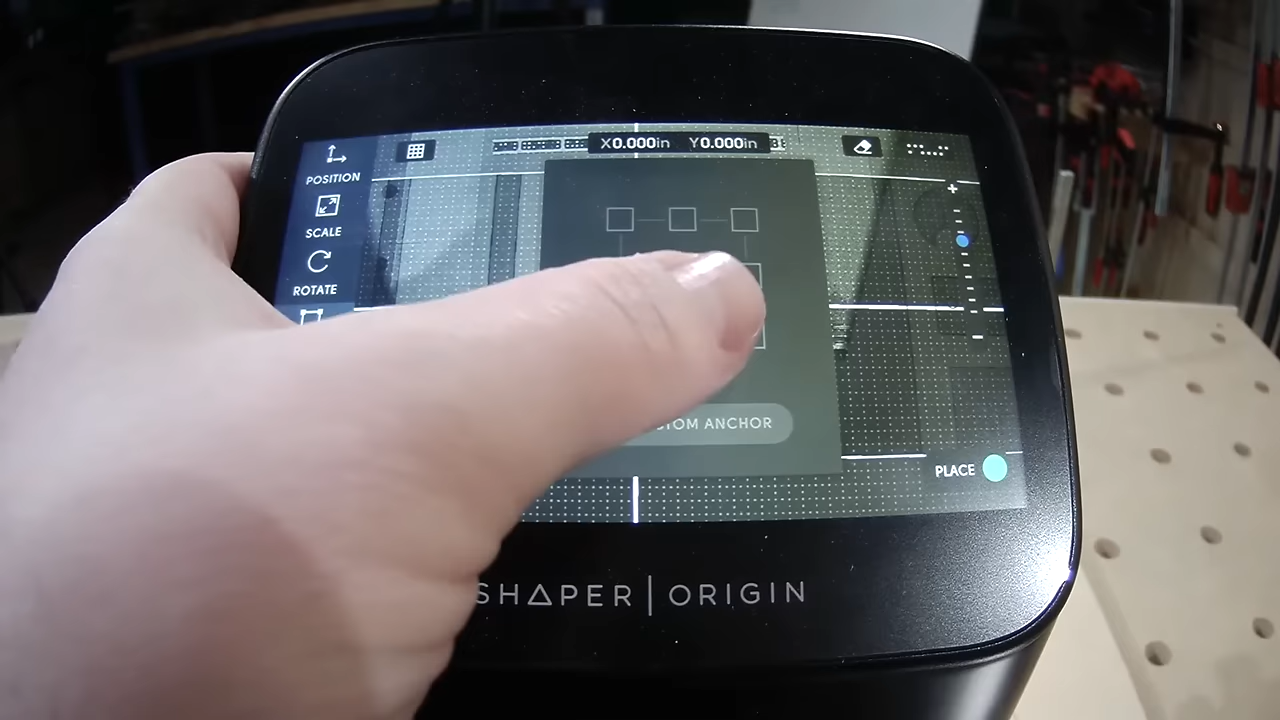 X0.000in Y0.000in
POSITION
SCALE
ROTATE
ANCHOR
PLACE
SHAPER | ORIGIN